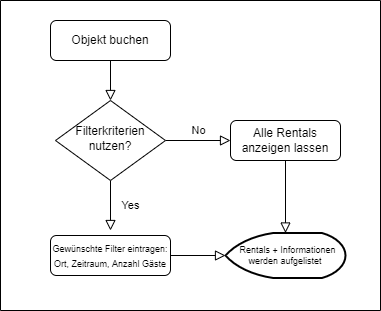 Objekt buchen
Filterkriterien
nutzen?
No
Alle Rentals
anzeigen lassen
Yes
Gewünschte Filter eintragen:
Ort, Zeitraum, Anzahl Gäste
Rentals + Informationen
werden aufgelistet